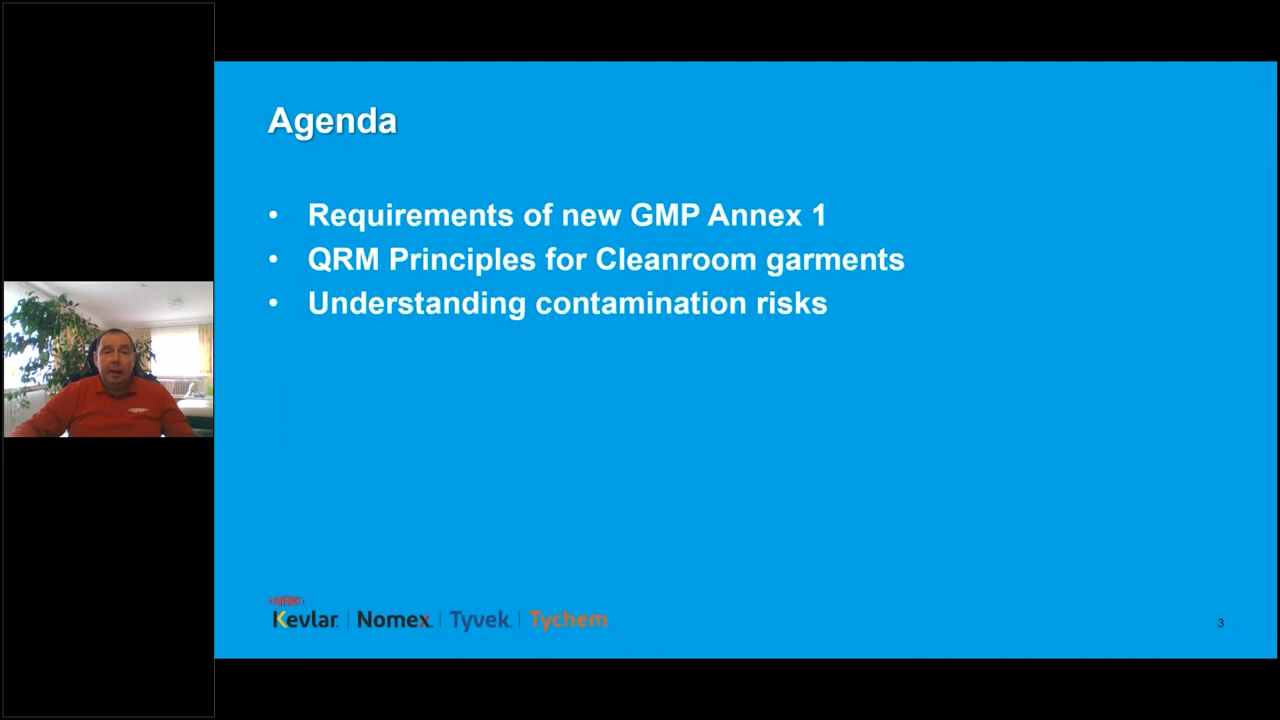 Agenda
• Requirements of new GMP Annex 1
• QRM Principles for Cleanroom garments
• Understanding contamination risks
DUPONT
Kevlar. | Nomex. | Tyvek. | Tychem
3